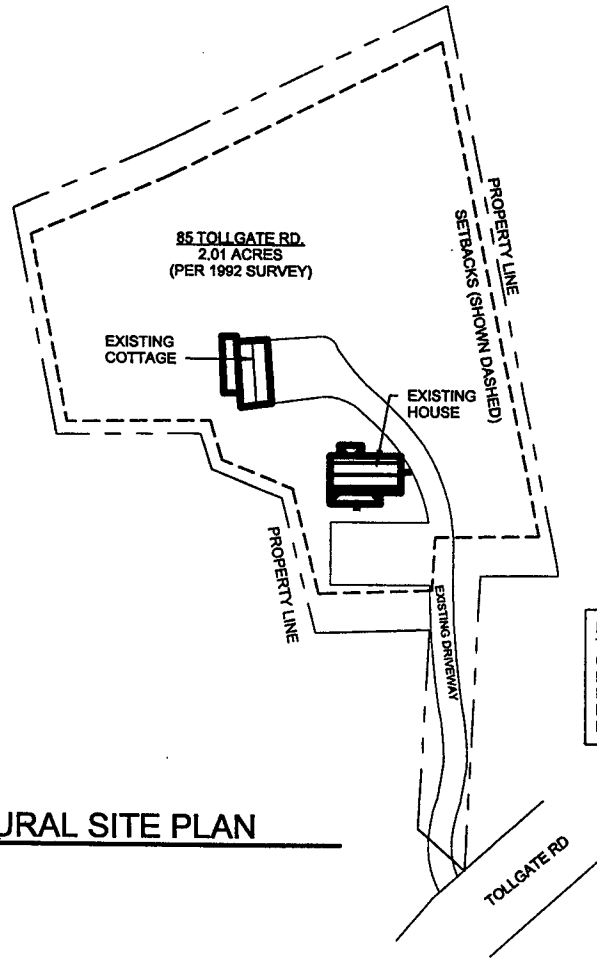 PROPERTY LINE
SETBACKS (SHOWN DASHED)
85 TOLLGATE RD.
2.01 ACRES
(PER 1992 SURVEY)
EXISTING
COTTAGE
EXISTING
HOUSE
PROPERTY LINE
EXISTING DRIVEWAY
URAL SITE PLAN
TOLLGATE RD